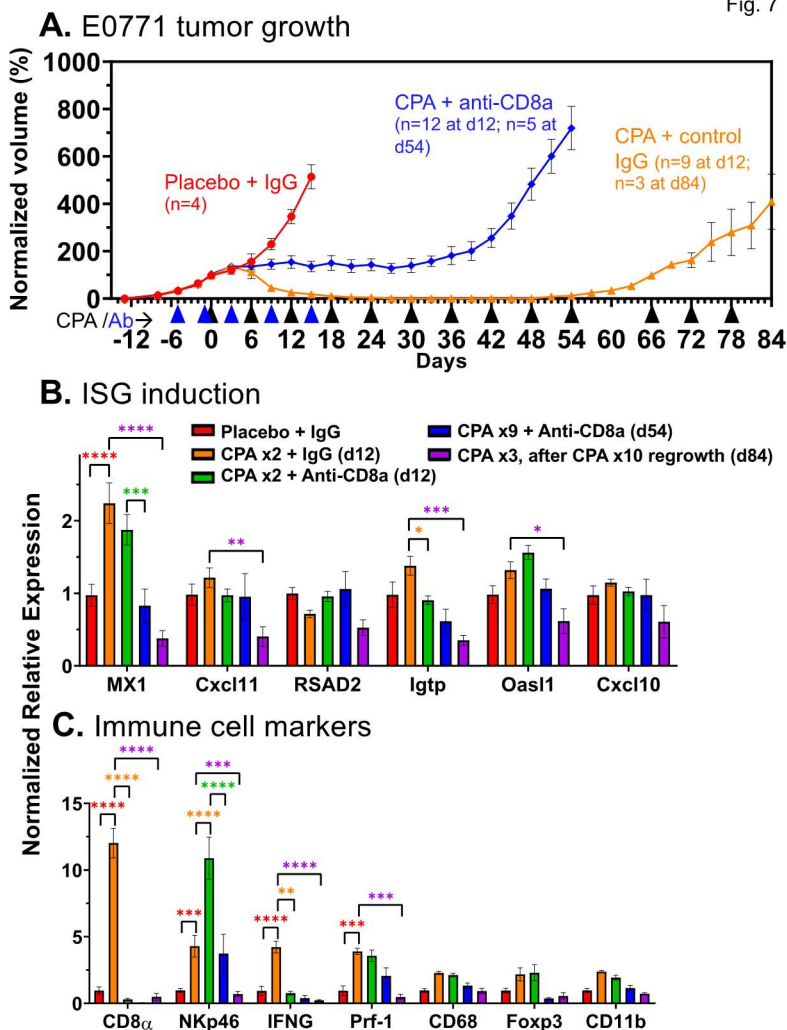 Fig. 7
A. E0771 tumor growth
Normalized volume (%)
1000
800
600
400
200
0
Placebo + IgG
(n=4)
CPA + anti-CD8a
(n=12 at d12; n=5 at
d54)
CPA + control
IgG (n=9 at d12;
n=3 at d84)
CPA /Ab→
-12 -6 0 6 12 18 24 30 36 42 48 54 60 66 72 78 84
Days
B. ISG induction
Placebo + IgG
CPA x2 + IgG (d12)
CPA x2 + Anti-CD8a (d12)
CPA x9 + Anti-CD8a (d54)
CPA x3, after CPA x10 regrowth (d84)
Normalized Relative Expression
2
1
0
**** **** *** ** * *** *
MX1 Cxcl11 RSAD2 Igtp Oasl1 Cxcl10
C. Immune cell markers
15
10
5
0
**** **** **** *** **** **** *** **** ** **** *** ***
CD8α NKp46 IFNG Prf-1 CD68 Foxp3 CD11b